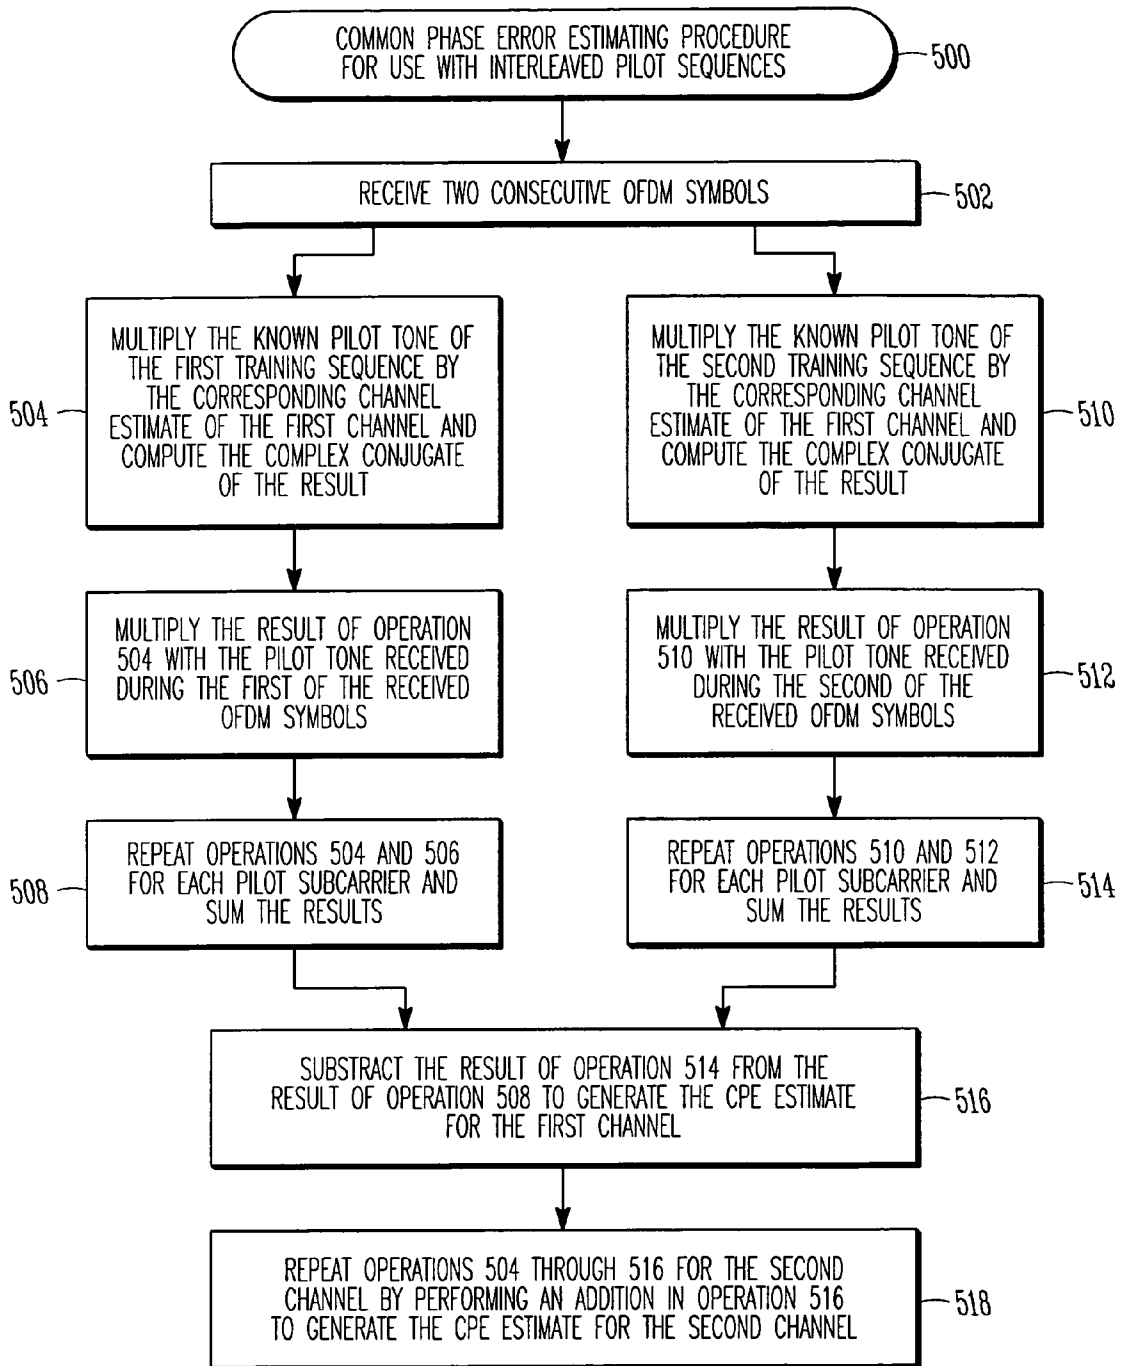 COMMON PHASE ERROR ESTIMATING PROCEDURE
FOR USE WITH INTERLEAVED PILOT SEQUENCES
500
RECEIVE TWO CONSECUTIVE OFDM SYMBOLS
502
MULTIPLY THE KNOWN PILOT TONE OF
THE FIRST TRAINING SEQUENCE BY
THE CORRESPONDING CHANNEL
ESTIMATE OF THE FIRST CHANNEL AND
COMPUTE THE COMPLEX CONJUGATE
OF THE RESULT
504
MULTIPLY THE KNOWN PILOT TONE OF
THE SECOND TRAINING SEQUENCE BY
THE CORRESPONDING CHANNEL
ESTIMATE OF THE FIRST CHANNEL AND
COMPUTE THE COMPLEX CONJUGATE
OF THE RESULT
510
MULTIPLY THE RESULT OF OPERATION
504 WITH THE PILOT TONE RECEIVED
DURING THE FIRST OF THE RECEIVED
OFDM SYMBOLS
506
MULTIPLY THE RESULT OF OPERATION
510 WITH THE PILOT TONE RECEIVED
DURING THE SECOND OF THE
RECEIVED OFDM SYMBOLS
512
REPEAT OPERATIONS 504 AND 506
FOR EACH PILOT SUBCARRIER AND
SUM THE RESULTS
508
REPEAT OPERATIONS 510 AND 512
FOR EACH PILOT SUBCARRIER AND
SUM THE RESULTS
514
SUBSTRACT THE RESULT OF OPERATION 514 FROM THE
RESULT OF OPERATION 508 TO GENERATE THE CPE ESTIMATE
FOR THE FIRST CHANNEL
516
REPEAT OPERATIONS 504 THROUGH 516 FOR THE SECOND
CHANNEL BY PERFORMING AN ADDITION IN OPERATION 516
TO GENERATE THE CPE ESTIMATE FOR THE SECOND CHANNEL
518